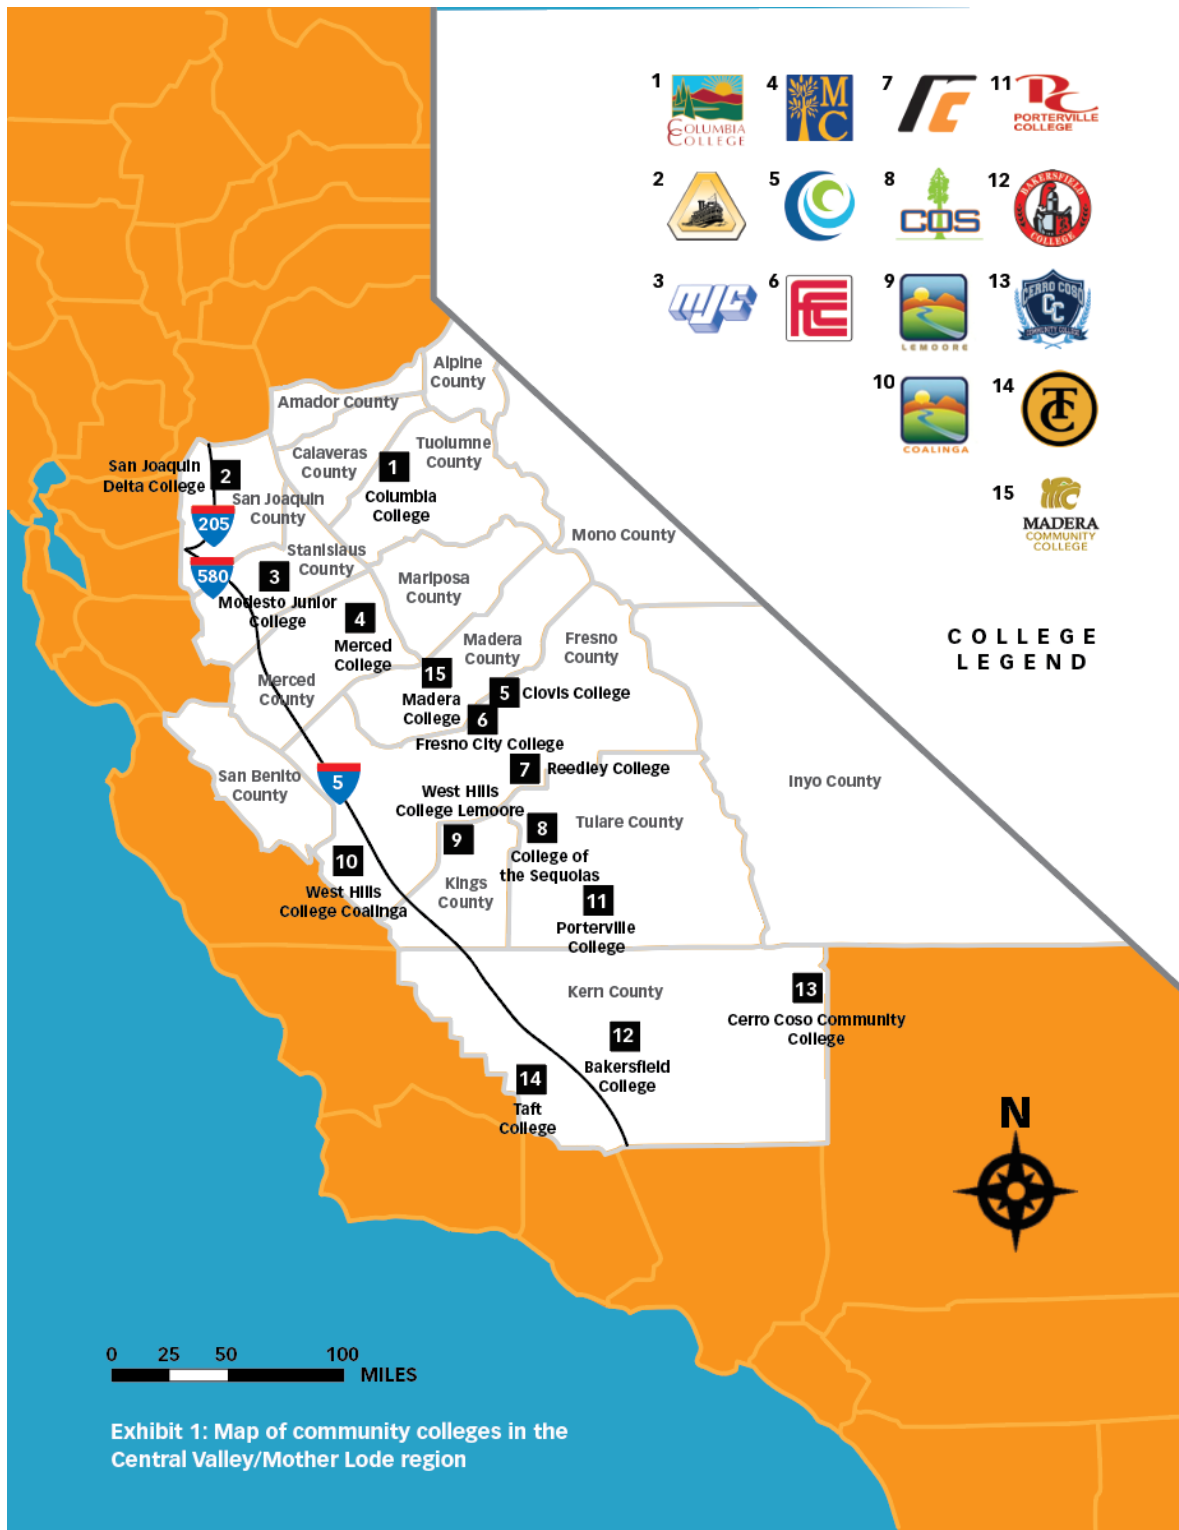 1
COLUMBIA
COLLEGE
4
M
C
7
rc
11
PC
PORTERVILLE
COLLEGE
2
5
8
COS
12
BAKERSFIELD
COLLEGE
3
MJC
6
FCC
9
LEMOORE
13
CERRO COSO
CC
COMMUNITY COLLEGE
10
COALINGA
14
TC
15
MADERA
COMMUNITY
COLLEGE
COLLEGE
LEGEND
Alpine
County
Amador County
Calaveras
County
Tuolumne
County
1
Columbia
College
San Joaquin
Delta College
2
San Joaquin
County
205
Mono County
Stanislaus
County
580
3
Modesto Junior
College
Mariposa
County
4
Merced
College
Madera
County
Fresno
County
Merced
County
15
Madera
College
5
Clovis College
6
Fresno City College
7
Reedley College
San Benito
County
5
West Hills
College Lemoore
9
8
College of
the Sequoias
Tulare County
Inyo County
10
West Hills
College Coalinga
Kings
County
11
Porterville
College
Kern County
13
Cerro Coso Community
College
12
Bakersfield
College
14
Taft
College
N
0 25 50 100
MILES
Exhibit 1: Map of community colleges in the
Central Valley/Mother Lode region